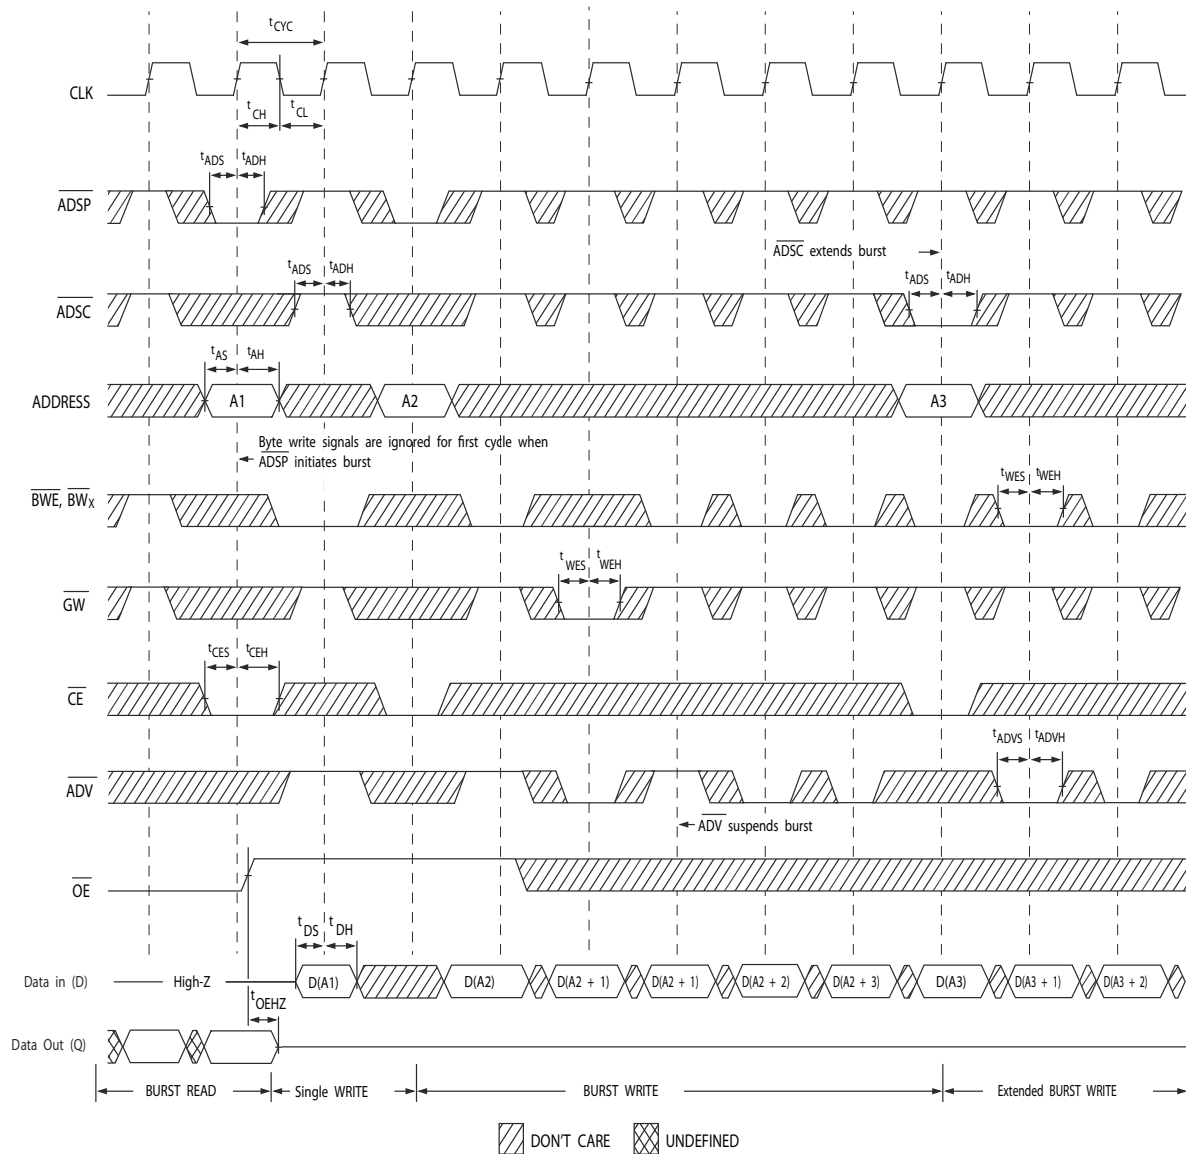 tCYC
CLK
tCH tCL
tADS tADH
ADSP
ADSC extends burst
tADS tADH
tADS tADH
ADSC
tAS tAH
ADDRESS A1 A2 A3
Byte write signals are ignored for first cycle when
ADSP initiates burst
tWES tWEH
BWE, BWX
tWES tWEH
GW
tCES tCEH
CE
tADVS tADVH
ADV
ADV suspends burst
OE
tDS tDH
Data in (D) High-Z D(A1) D(A2) D(A2 + 1) D(A2 + 1) D(A2 + 2) D(A2 + 3) D(A3) D(A3 + 1) D(A3 + 2)
tOEHZ
Data Out (Q)
BURST READ Single WRITE BURST WRITE Extended BURST WRITE
DON'T CARE UNDEFINED